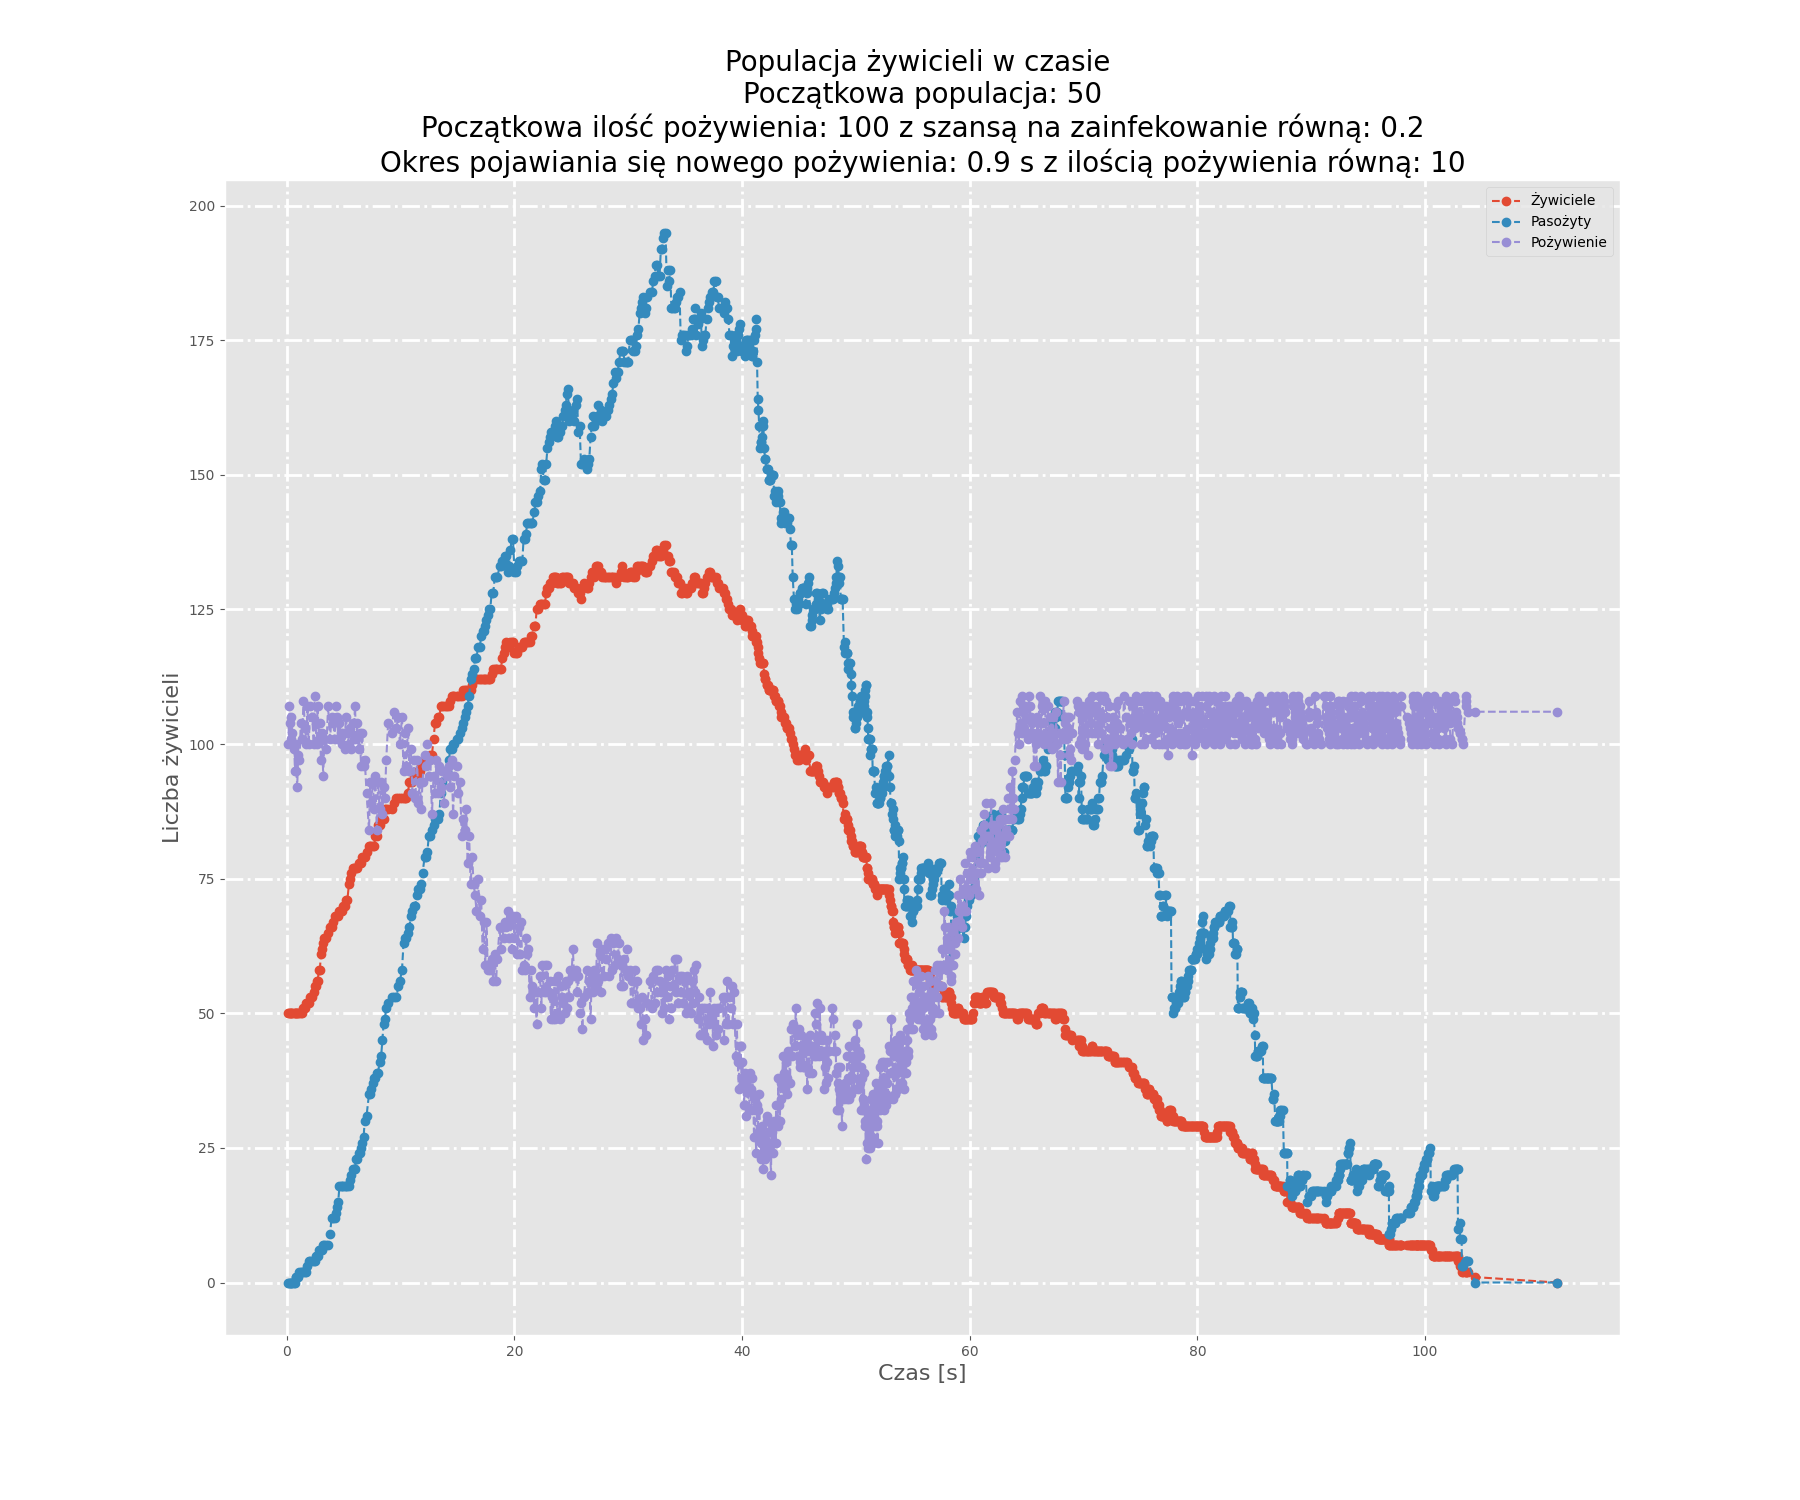 Populacja żywicieli w czasie
Początkowa populacja: 50
Początkowa ilość pożywienia: 100 z szansą na zainfekowanie równą: 0.2
Okres pojawiania się nowego pożywienia: 0.9 s z ilością pożywienia równą: 10
Żywiciele
Pasożyty
Pożywienie
200
175
150
125
100
75
50
25
0
Liczba żywicieli
0 20 40 60 80 100
Czas [s]